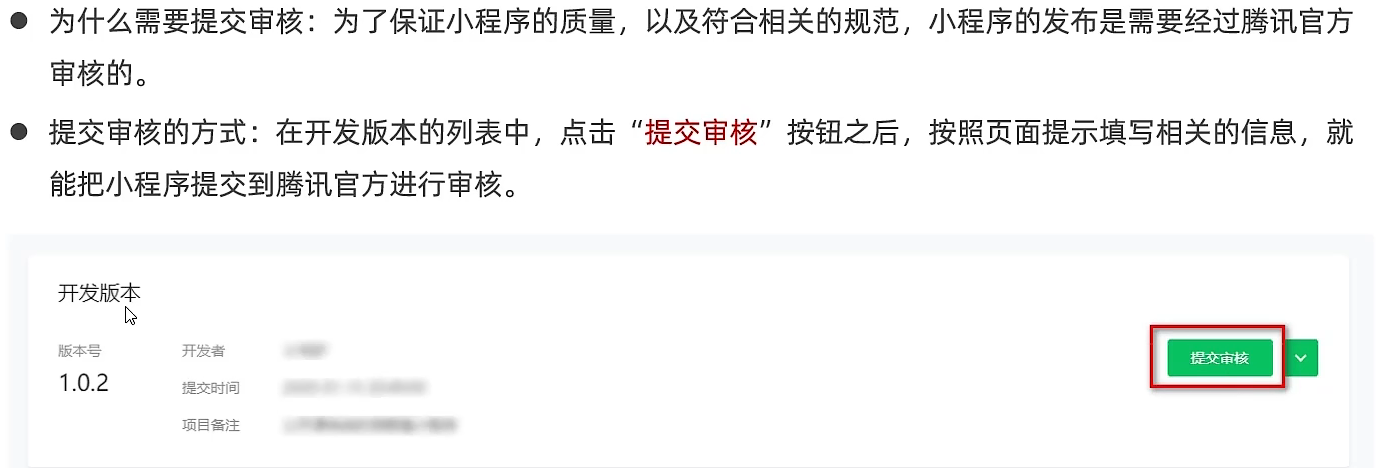 ● 为什么需要提交审核：为了保证小程序的质量，以及符合相关的规范，小程序的发布是需要经过腾讯官方
审核的。
● 提交审核的方式：在开发版本的列表中，点击“提交审核”按钮之后，按照页面提示填写相关的信息，就
能把小程序提交到腾讯官方进行审核。
开发版本
版本号 开发者
提交审核
1.0.2 提交时间
项目备注